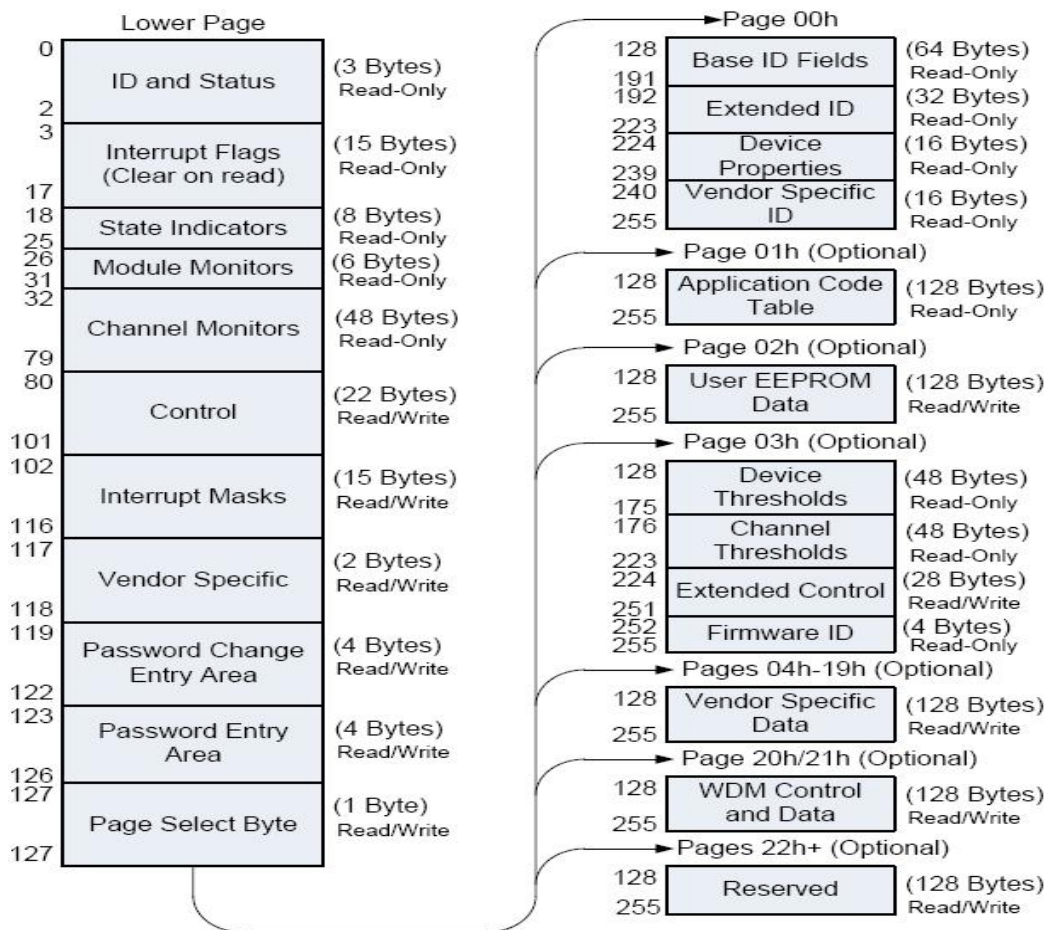 Lower Page
0
ID and Status
(3 Bytes)
Read-Only
2
3
Interrupt Flags
(Clear on read)
(15 Bytes)
Read-Only
17
18
State Indicators
(8 Bytes)
Read-Only
25
26
Module Monitors
(6 Bytes)
Read-Only
31
32
Channel Monitors
(48 Bytes)
Read-Only
79
80
Control
(22 Bytes)
Read/Write
101
102
Interrupt Masks
(15 Bytes)
Read/Write
116
117
Vendor Specific
(2 Bytes)
Read/Write
118
119
Password Change
Entry Area
(4 Bytes)
Read/Write
122
123
Password Entry
Area
(4 Bytes)
Read/Write
126
127
Page Select Byte
(1 Byte)
Read/Write
127
Page 00h
128
Base ID Fields
(64 Bytes)
Read-Only
191
192
Extended ID
(32 Bytes)
Read-Only
223
224
Device
Properties
(16 Bytes)
Read-Only
239
240
Vendor Specific
ID
(16 Bytes)
Read-Only
255
Page 01h (Optional)
128
Application Code
Table
(128 Bytes)
Read-Only
255
Page 02h (Optional)
128
User EEPROM
Data
(128 Bytes)
Read/Write
255
Page 03h (Optional)
128
Device
Thresholds
(48 Bytes)
Read-Only
175
176
Channel
Thresholds
(48 Bytes)
Read-Only
223
224
Extended Control
(28 Bytes)
Read/Write
251
252
Firmware ID
(4 Bytes)
Read-Only
255
Pages 04h-19h (Optional)
128
Vendor Specific
Data
(128 Bytes)
Read/Write
255
Page 20h/21h (Optional)
128
WDM Control
and Data
(128 Bytes)
Read/Write
255
Pages 22h+ (Optional)
128
Reserved
(128 Bytes)
Read/Write
255